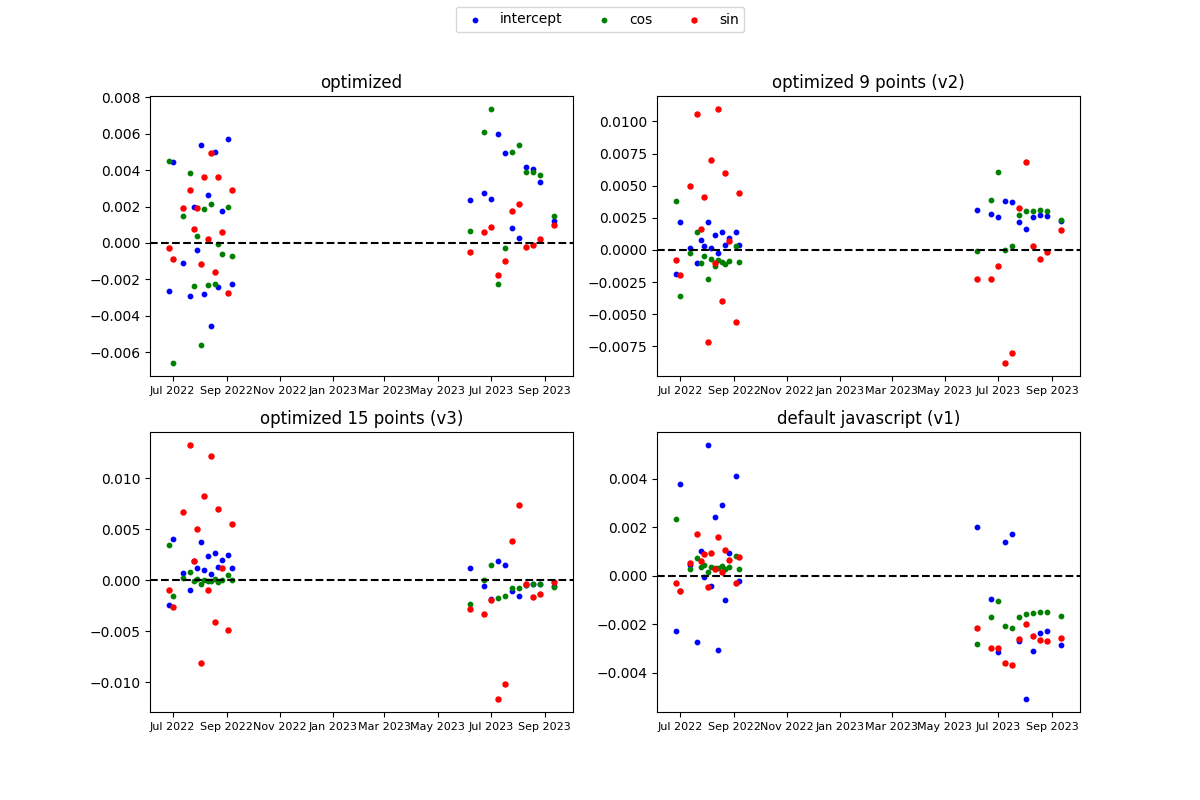 intercept cos sin
optimized
0.008
0.006
0.004
0.002
0.000
−0.002
−0.004
−0.006
Jul 2022 Sep 2022 Nov 2022 Jan 2023 Mar 2023 May 2023 Jul 2023 Sep 2023
optimized 9 points (v2)
0.0100
0.0075
0.0050
0.0025
0.0000
−0.0025
−0.0050
−0.0075
Jul 2022 Sep 2022 Nov 2022 Jan 2023 Mar 2023 May 2023 Jul 2023 Sep 2023
optimized 15 points (v3)
0.010
0.005
0.000
−0.005
−0.010
Jul 2022 Sep 2022 Nov 2022 Jan 2023 Mar 2023 May 2023 Jul 2023 Sep 2023
default javascript (v1)
0.004
0.002
0.000
−0.002
−0.004
Jul 2022 Sep 2022 Nov 2022 Jan 2023 Mar 2023 May 2023 Jul 2023 Sep 2023